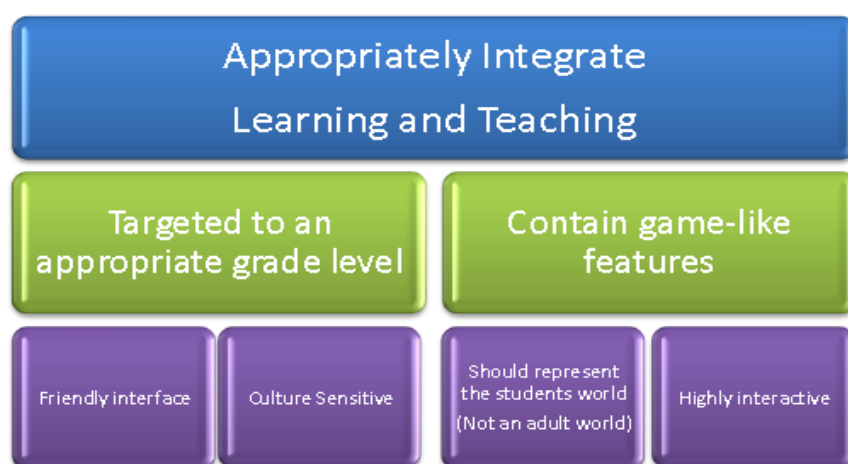 Appropriately Integrate
Learning and Teaching
Targeted to an
appropriate grade level
Contain game-like
features
Friendly interface
Culture Sensitive
Should represent
the students world
(Not an adult world)
Highly interactive